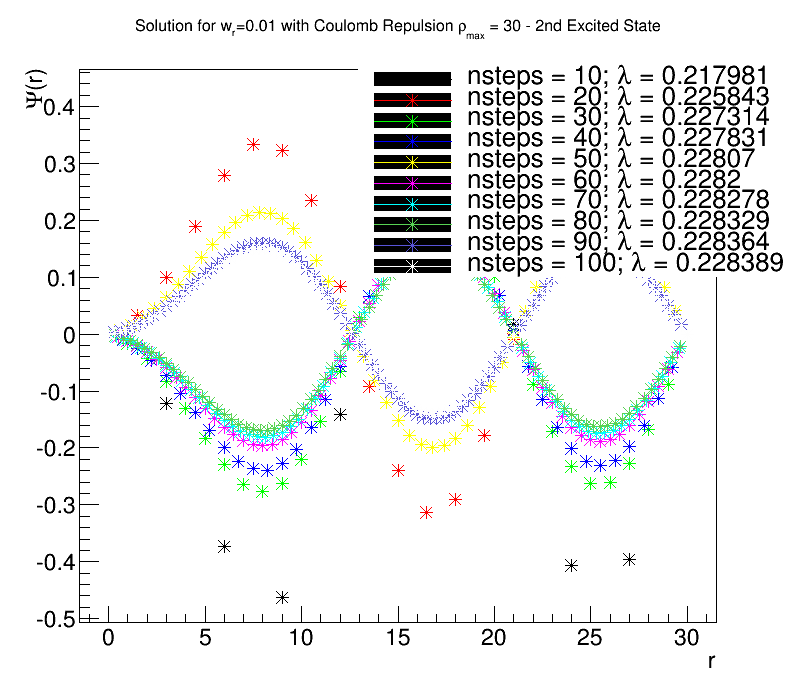 Solution for wr=0.01 with Coulomb Repulsion ρmax = 30 - 2nd Excited State
Ψ(r)
nsteps = 10; λ = 0.217981
nsteps = 20; λ = 0.225843
nsteps = 30; λ = 0.227314
nsteps = 40; λ = 0.227831
nsteps = 50; λ = 0.22807
nsteps = 60; λ = 0.2282
nsteps = 70; λ = 0.228278
nsteps = 80; λ = 0.228329
nsteps = 90; λ = 0.228364
nsteps = 100; λ = 0.228389
0.4
0.3
0.2
0.1
0
-0.1
-0.2
-0.3
-0.4
-0.5
0 5 10 15 20 25 30
r